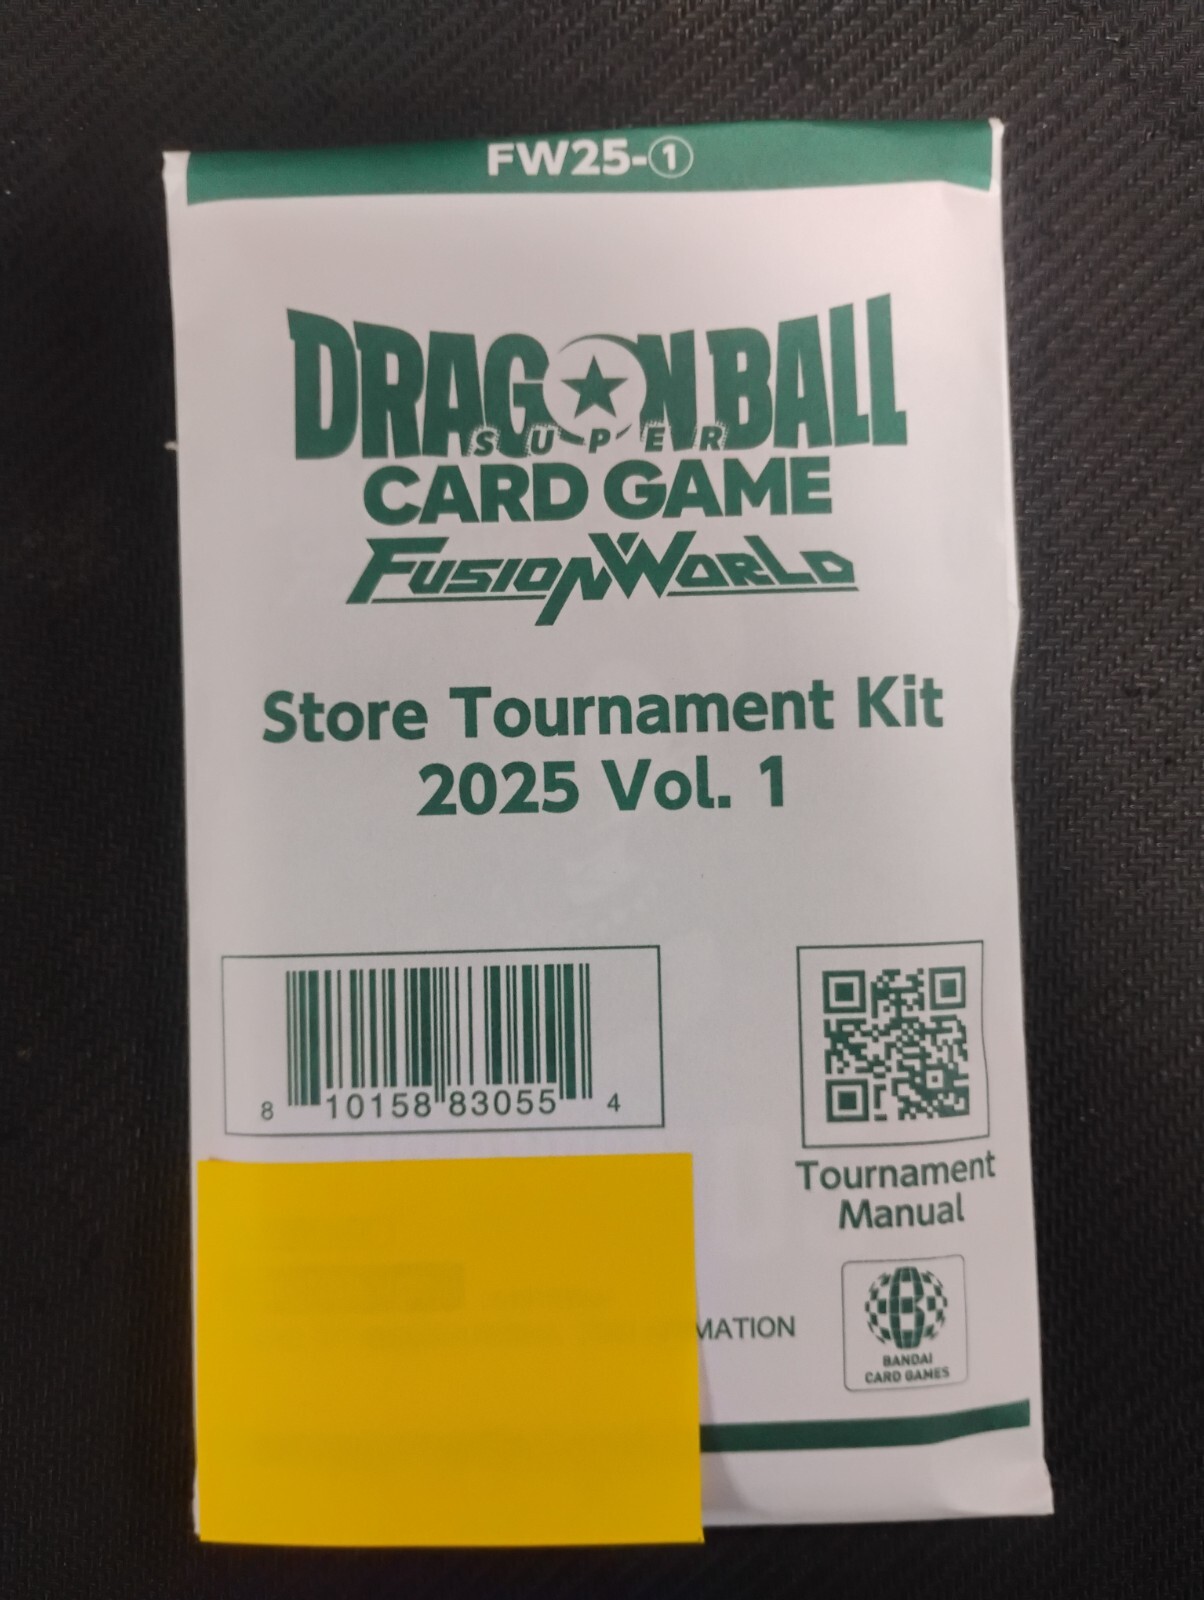 FW25-①
DRAGON BALL
SUPER
CARD GAME
FUSION WORLD
Store Tournament Kit
2025 Vol. 1
8 10158 83055 4
Tournament
Manual
MATION
BANDAI
CARD GAMES